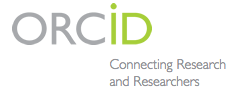 ORCiD
Connecting Research
and Researchers